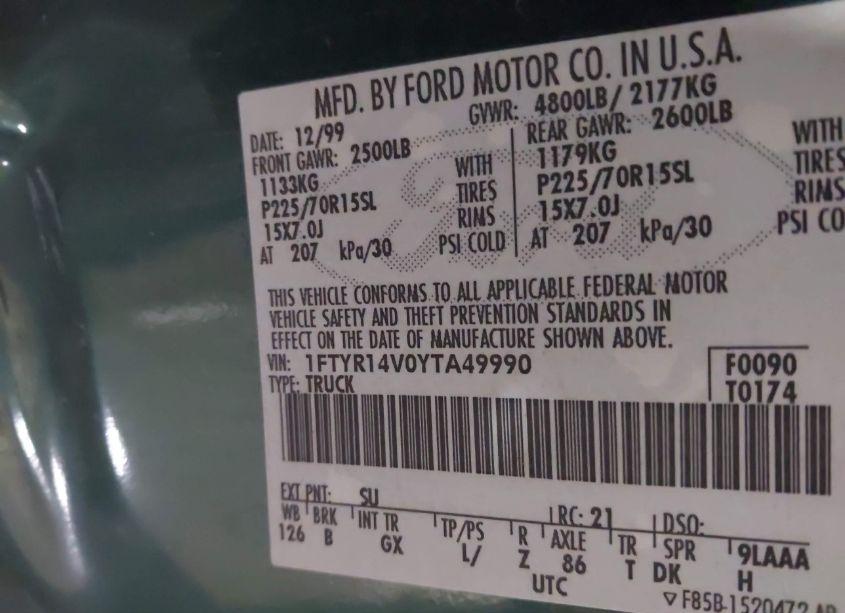 MFD. BY FORD MOTOR CO. IN U.S.A.
DATE: 12/99 GVWR: 4800LB/ 2177KG
FRONT GAWR: 2500LB REAR GAWR: 2600LB
1133KG WITH 1179KG WITH
P225/70R15SL TIRES P225/70R15SL TIRES
15X7.0J RIMS 15X7.0J RIMS
AT 207 kPa/30 PSI COLD AT 207 kPa/30 PSI CO
THIS VEHICLE CONFORMS TO ALL APPLICABLE FEDERAL MOTOR
VEHICLE SAFETY AND THEFT PREVENTION STANDARDS IN
EFFECT ON THE DATE OF MANUFACTURE SHOWN ABOVE.
VIN: 1FTYR14V0YTA49990 F0090
TYPE: TRUCK T0174
EXT PNT: SU RC: 21 DSO:
WB BRK INT TR TP/PS R AXLE TR SPR 9LAAA
126 B GX L/ Z 86 T DK H
UTC
▽ F85B-1520472-AB